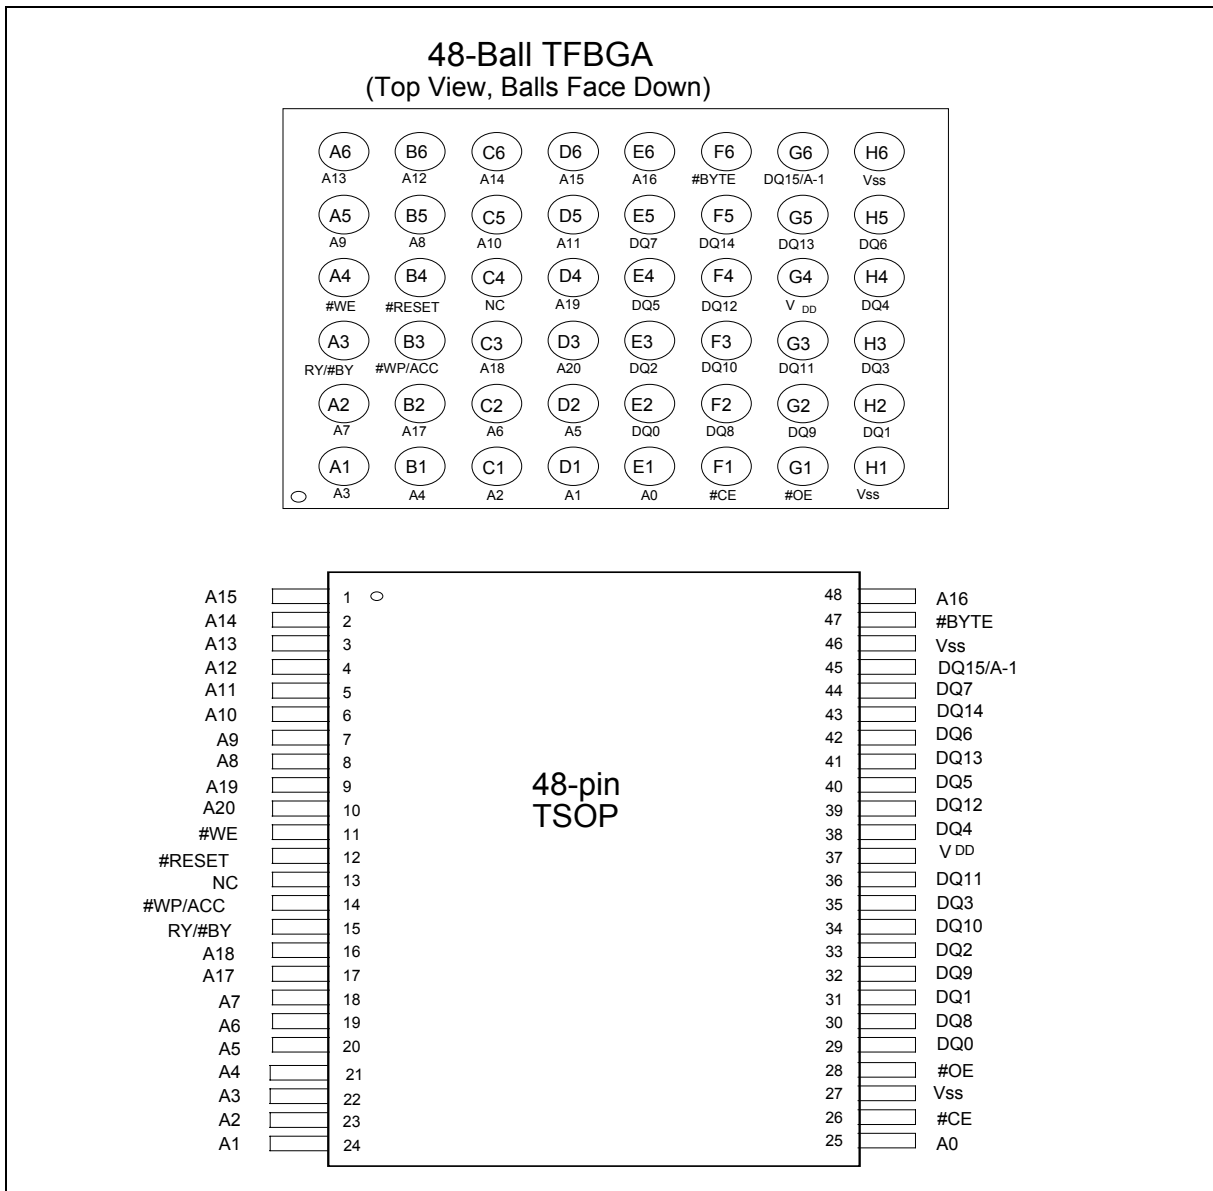 48-Ball TFBGA
(Top View, Balls Face Down)
A6 B6 C6 D6 E6 F6 G6 H6
A13 A12 A14 A15 A16 #BYTE DQ15/A-1 Vss
A5 B5 C5 D5 E5 F5 G5 H5
A9 A8 A10 A11 DQ7 DQ14 DQ13 DQ6
A4 B4 C4 D4 E4 F4 G4 H4
#WE #RESET NC A19 DQ5 DQ12 V DD DQ4
A3 B3 C3 D3 E3 F3 G3 H3
RY/#BY #WP/ACC A18 A20 DQ2 DQ10 DQ11 DQ3
A2 B2 C2 D2 E2 F2 G2 H2
A7 A17 A6 A5 DQ0 DQ8 DQ9 DQ1
A1 B1 C1 D1 E1 F1 G1 H1
A3 A4 A2 A1 A0 #CE #OE Vss
A15 1 48 A16
A14 2 47 #BYTE
A13 3 46 Vss
A12 4 45 DQ15/A-1
A11 5 44 DQ7
A10 6 43 DQ14
A9 7 42 DQ6
A8 8 41 DQ13
A19 9 40 DQ5
A20 10 39 DQ12
#WE 11 38 DQ4
#RESET 12 37 V DD
NC 13 36 DQ11
#WP/ACC 14 35 DQ3
RY/#BY 15 34 DQ10
A18 16 33 DQ2
A17 17 32 DQ9
A7 18 31 DQ1
A6 19 30 DQ8
A5 20 29 DQ0
A4 21 28 #OE
A3 22 27 Vss
A2 23 26 #CE
A1 24 25 A0
48-pin
TSOP